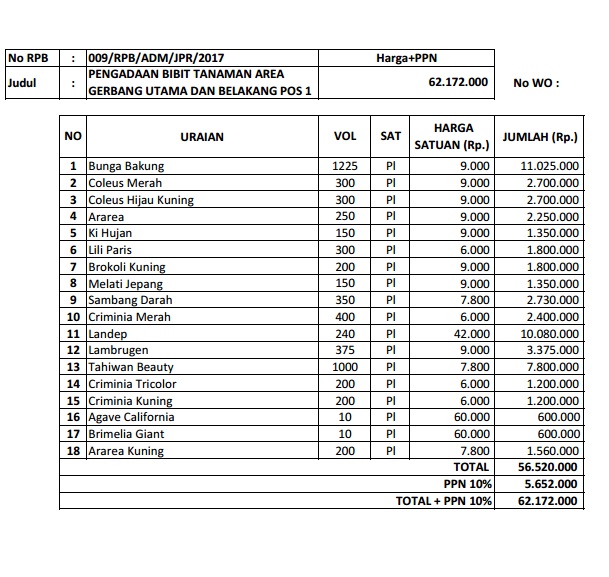 No RPB : 009/RPB/ADM/JPR/2017 Harga+PPN
Judul : PENGADAAN BIBIT TANAMAN AREA GERBANG UTAMA DAN BELAKANG POS 1 62.172.000 No WO :
NO URAIAN VOL SAT HARGA SATUAN (Rp.) JUMLAH (Rp.)
1 Bunga Bakung 1225 Pl 9.000 11.025.000
2 Coleus Merah 300 Pl 9.000 2.700.000
3 Coleus Hijau Kuning 300 Pl 9.000 2.700.000
4 Ararea 250 Pl 9.000 2.250.000
5 Ki Hujan 150 Pl 9.000 1.350.000
6 Lili Paris 300 Pl 6.000 1.800.000
7 Brokoli Kuning 200 Pl 9.000 1.800.000
8 Melati Jepang 150 Pl 9.000 1.350.000
9 Sambang Darah 350 Pl 7.800 2.730.000
10 Criminia Merah 400 Pl 6.000 2.400.000
11 Landep 240 Pl 42.000 10.080.000
12 Lambrugen 375 Pl 9.000 3.375.000
13 Tahiwan Beauty 1000 Pl 7.800 7.800.000
14 Criminia Tricolor 200 Pl 6.000 1.200.000
15 Criminia Kuning 200 Pl 6.000 1.200.000
16 Agave California 10 Pl 60.000 600.000
17 Brimelia Giant 10 Pl 60.000 600.000
18 Ararea Kuning 200 Pl 7.800 1.560.000
TOTAL 56.520.000
PPN 10% 5.652.000
TOTAL + PPN 10% 62.172.000